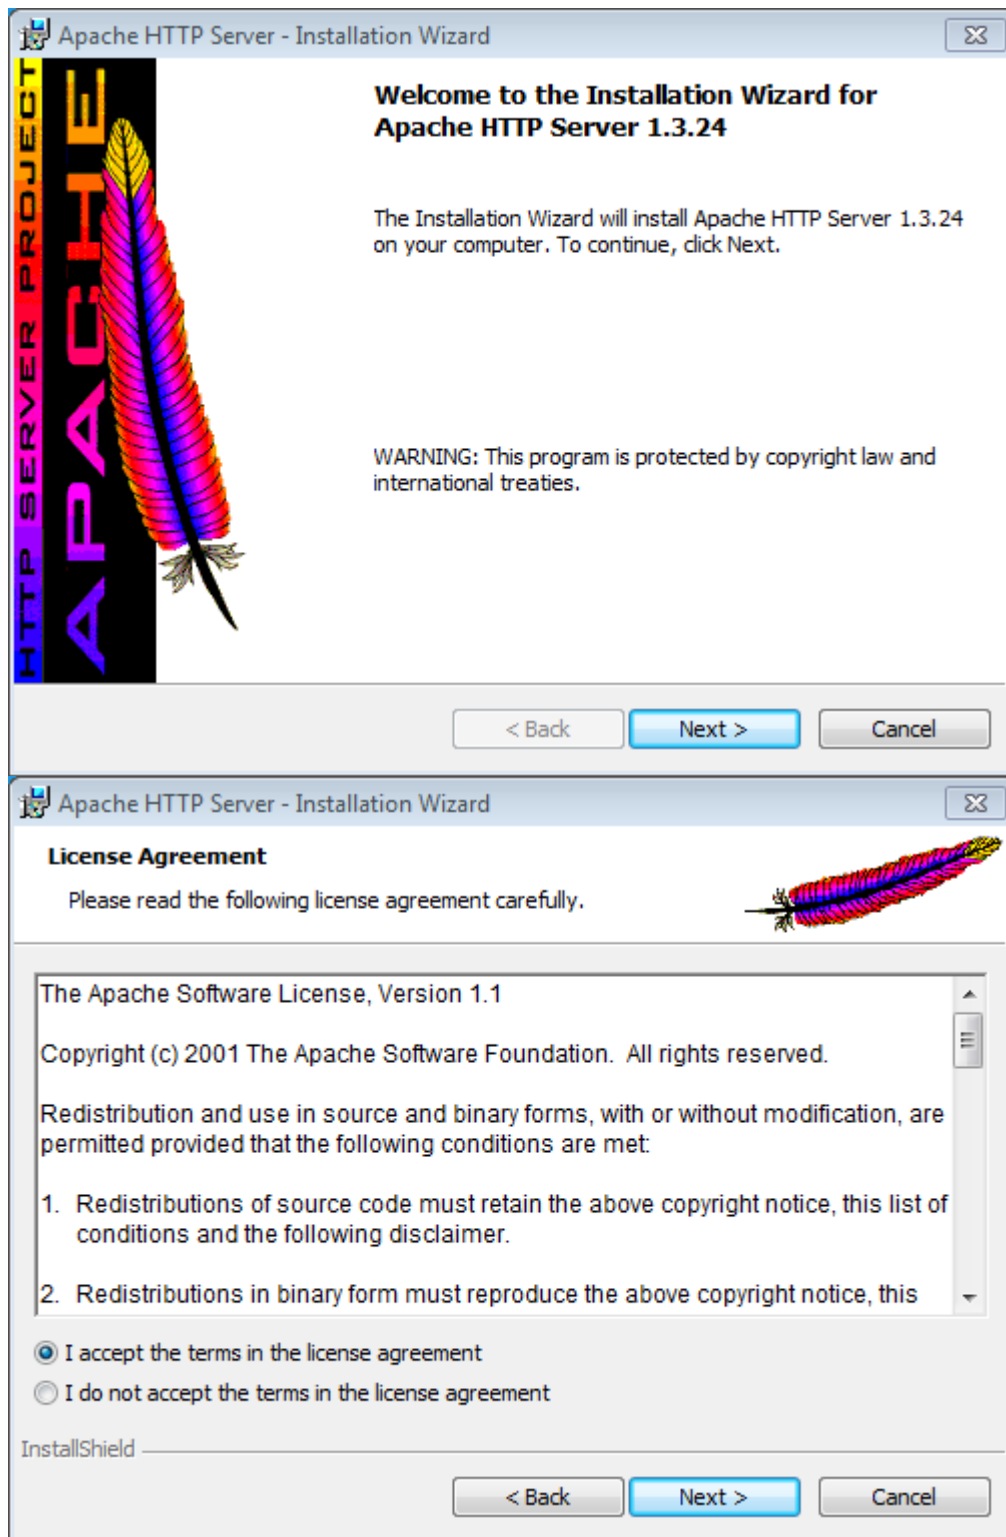 Apache HTTP Server - Installation Wizard
HTTP SERVER PROJECT
APACHE
Welcome to the Installation Wizard for
Apache HTTP Server 1.3.24
The Installation Wizard will install Apache HTTP Server 1.3.24
on your computer. To continue, click Next.
WARNING: This program is protected by copyright law and
international treaties.
< Back
Next >
Cancel
Apache HTTP Server - Installation Wizard
License Agreement
Please read the following license agreement carefully.
The Apache Software License, Version 1.1
Copyright (c) 2001 The Apache Software Foundation.  All rights reserved.
Redistribution and use in source and binary forms, with or without modification, are
permitted provided that the following conditions are met:
1.  Redistributions of source code must retain the above copyright notice, this list of
conditions and the following disclaimer.
2.  Redistributions in binary form must reproduce the above copyright notice, this
I accept the terms in the license agreement
I do not accept the terms in the license agreement
InstallShield
< Back
Next >
Cancel